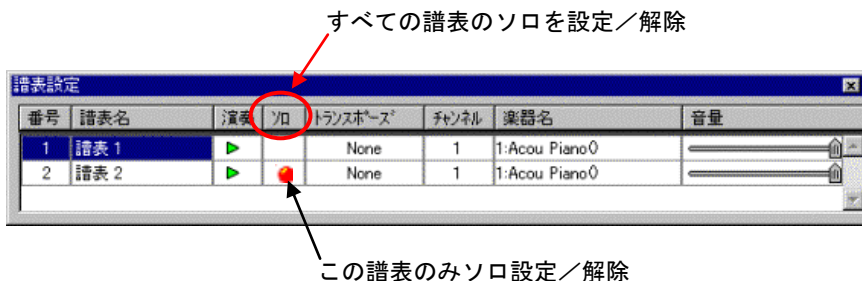 すべての譜表のソロを設定／解除
譜表設定
番号 譜表名 演奏 ソロ トランスポーズ チャンネル 楽器名 音量
1 譜表 1 None 1 1:Acou Piano()
2 譜表 2 None 1 1:Acou Piano()
この譜表のみソロ設定／解除